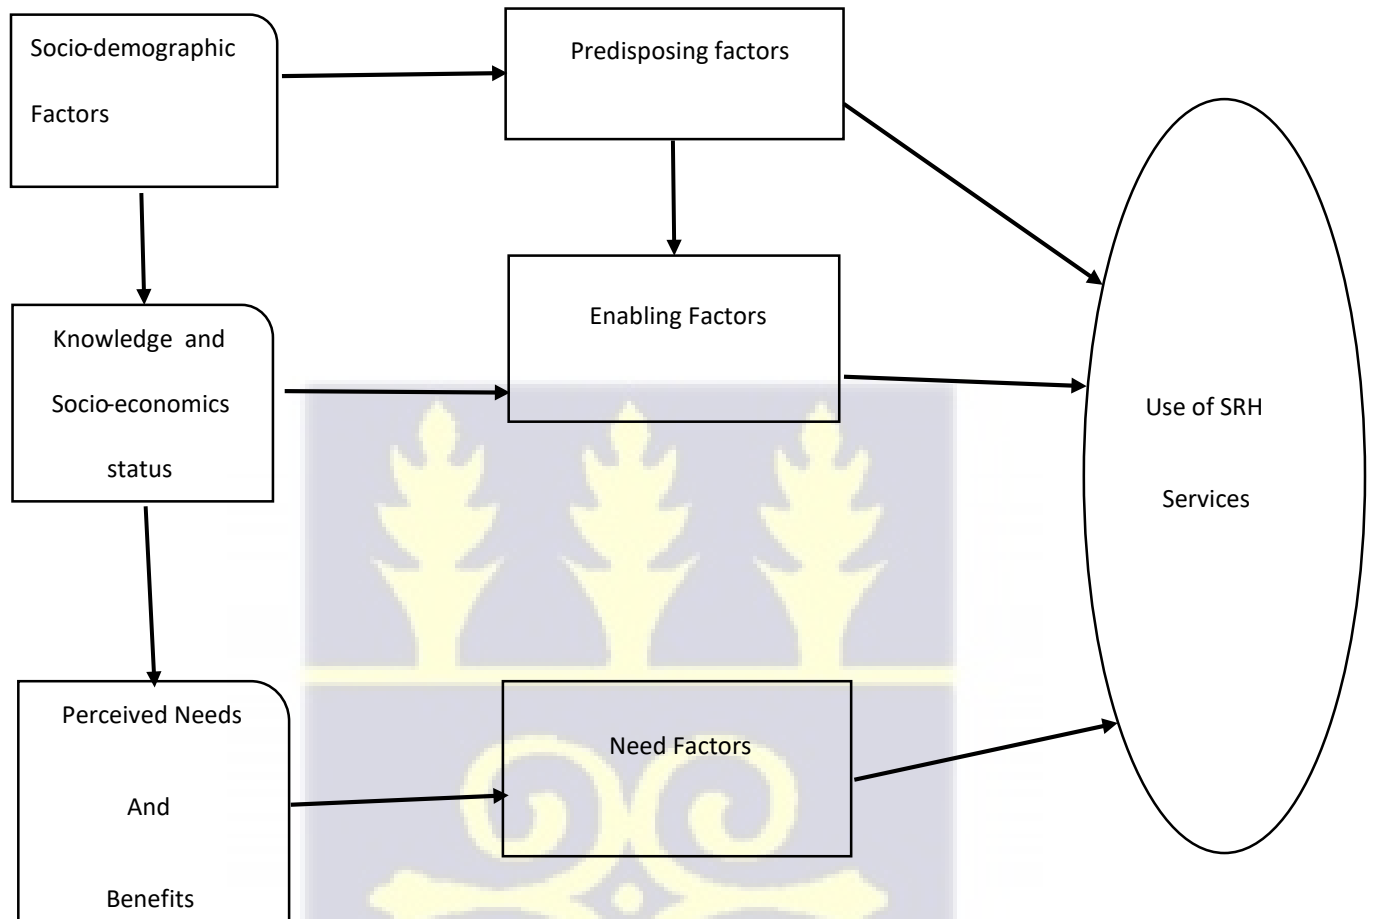 Socio-demographic
Factors
Predisposing factors
Knowledge and
Socio-economics
status
Enabling Factors
Use of SRH
Services
Perceived Needs
And
Benefits
Need Factors